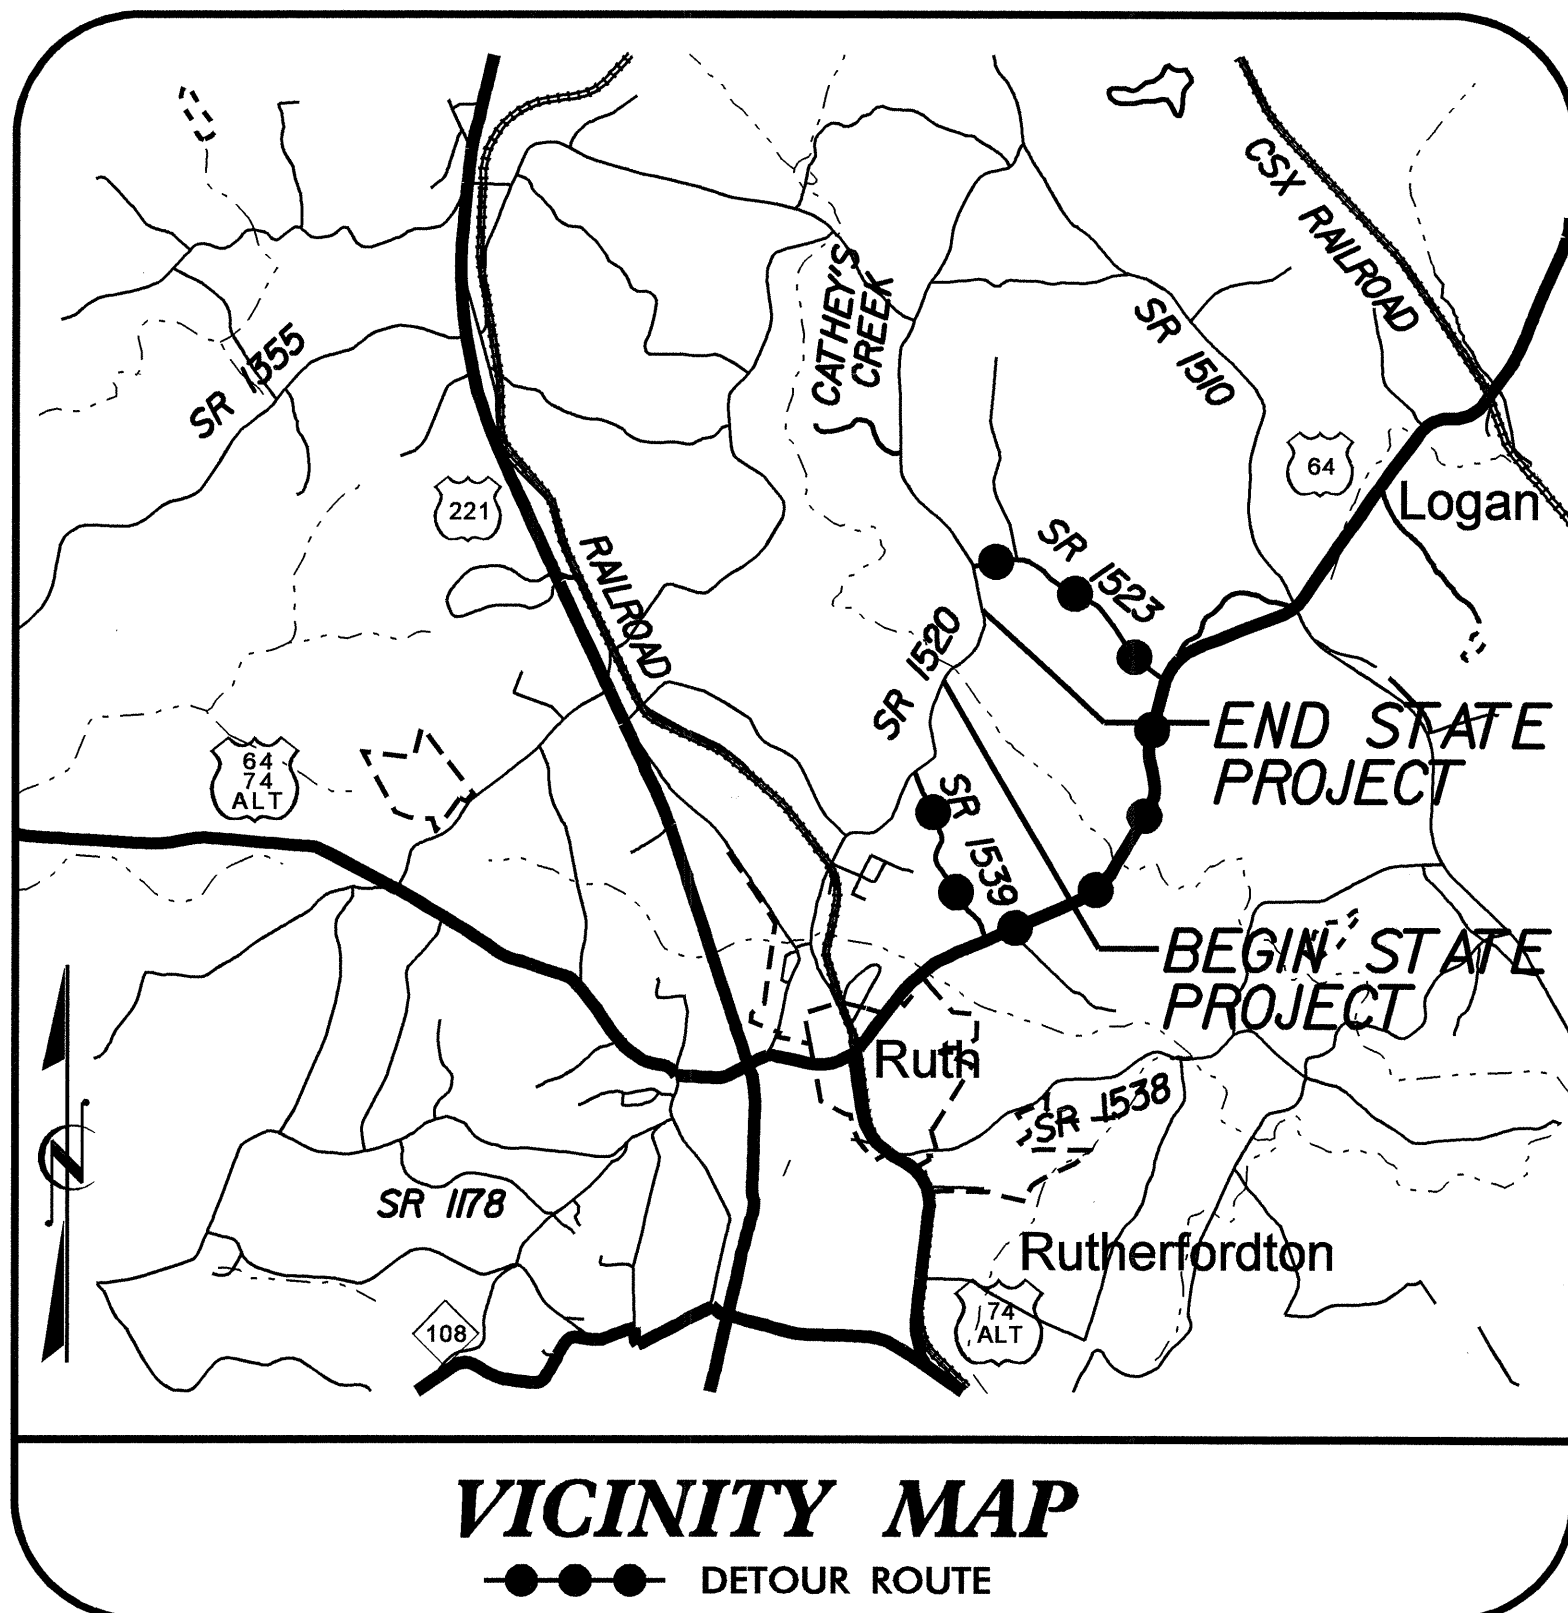 CSX RAILROAD
CATHEY'S
CREEK
SR 1510
SR 1355
64
Logan
221
RAILROAD
SR 1523
SR 1520
END STATE
PROJECT
64
74
ALT
SR 1539
BEGIN STATE
PROJECT
Ruth
SR 1538
N
SR 1178
Rutherfordton
74
ALT
108
VICINITY MAP
DETOUR ROUTE